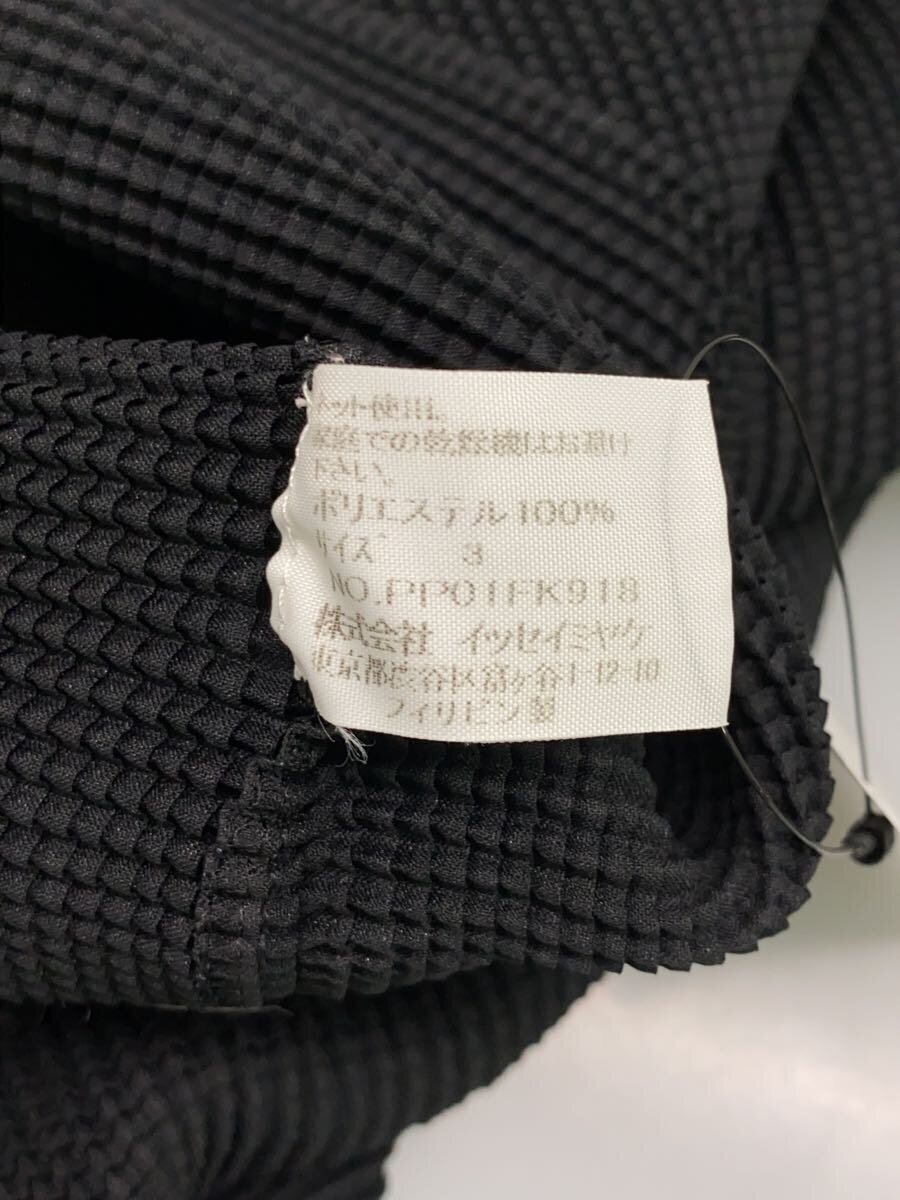 ネット使用。
家庭での乾燥機はお避け
下さい。
ポリエステル100%
サイズ 3
NO.PP01FK918
株式会社 イッセイミヤケ
東京都渋谷区富ヶ谷1-12-10
フィリピン製